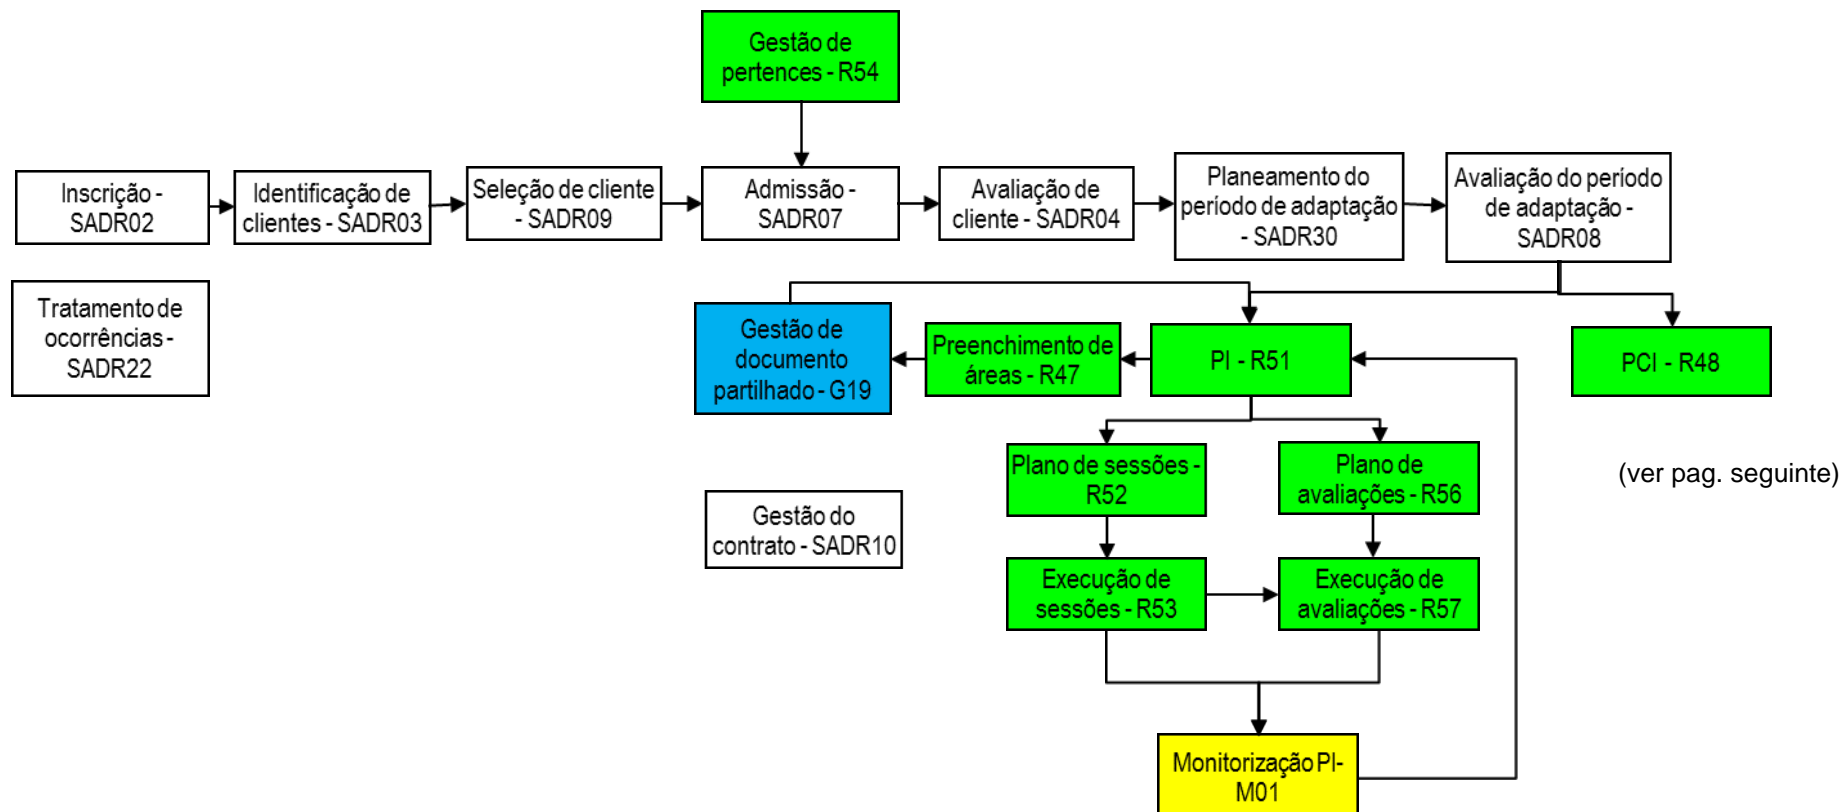 Gestão de
pertences - R54
Inscrição -
SADR02
Identificação de
clientes - SADR03
Seleção de cliente
- SADR09
Admissão -
SADR07
Avaliação de
cliente - SADR04
Planeamento do
período de adaptação
- SADR30
Avaliação do período
de adaptação -
SADR08
Tratamento de
ocorrências -
SADR22
Gestão de
documento
partilhado - G19
Preenchimento de
áreas - R47
PI - R51
PCI - R48
Plano de sessões -
R52
Plano de
avaliações - R56
(ver pag. seguinte)
Gestão do
contrato - SADR10
Execução de
sessões - R53
Execução de
avaliações - R57
Monitorização PI-
M01